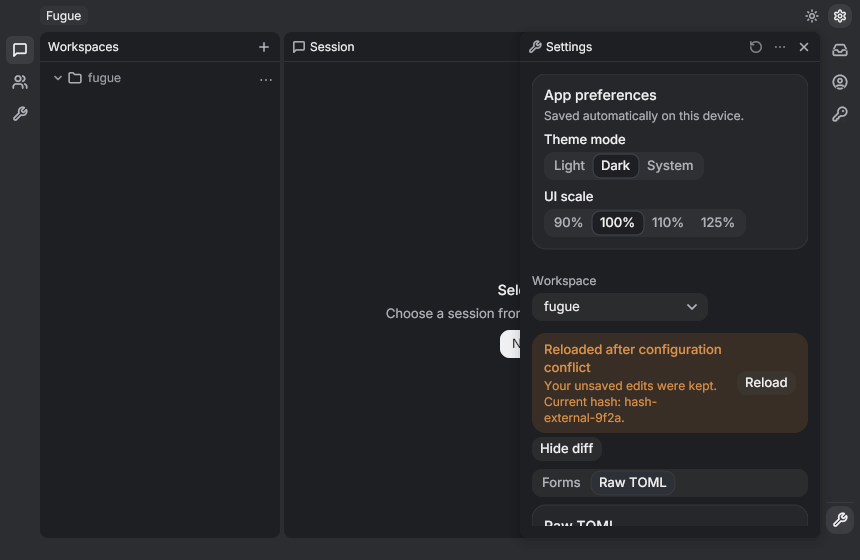 Fugue
Workspaces
fugue
Session
Choose a session
Settings
App preferences
Saved automatically on this device.
Theme mode
Light Dark System
UI scale
90% 100% 110% 125%
Workspace
fugue
Reloaded after configuration
conflict
Your unsaved edits were kept.
Current hash: hash-
external-9f2a.
Reload
Hide diff
Forms Raw TOML
Raw TOML